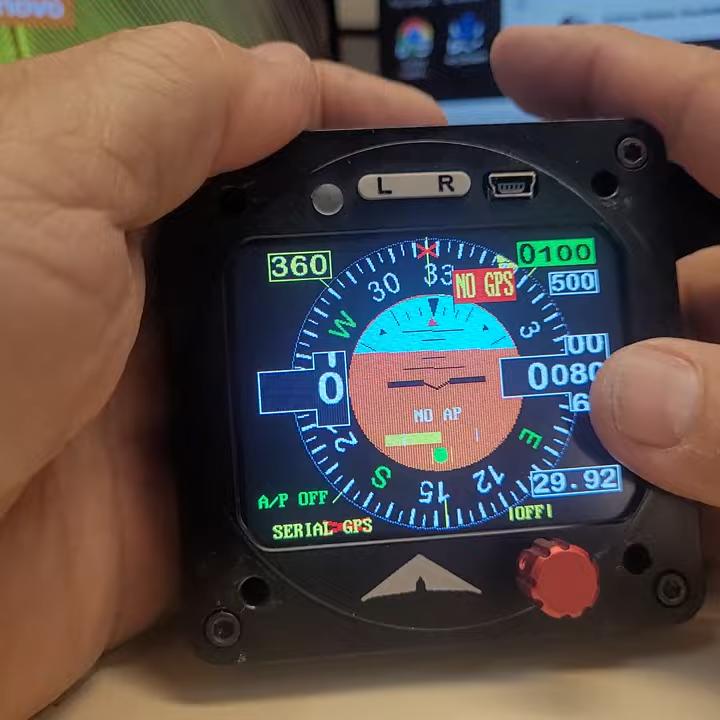 novo
L R
360
0100
500
33
30
NO GPS
W
3
00
0
0080
6
NO AP
E
S
15
12
29.92
A/P OFF
SERIAL>GPS
OFF